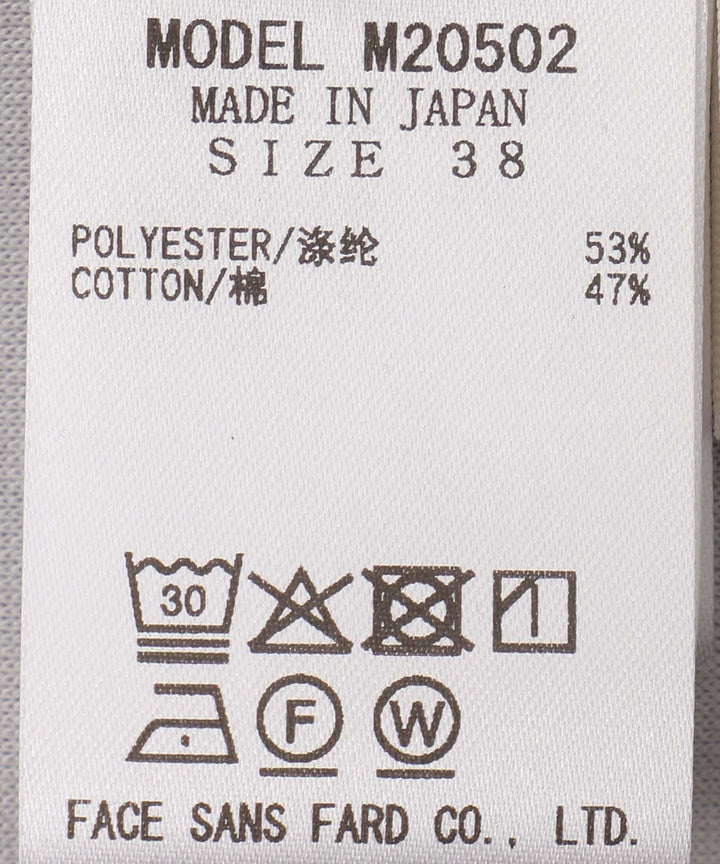 MODEL M20502
MADE IN JAPAN
SIZE 38
POLYESTER/涤纶 53%
COTTON/棉 47%
30
F W
FACE SANS FARD CO., LTD.